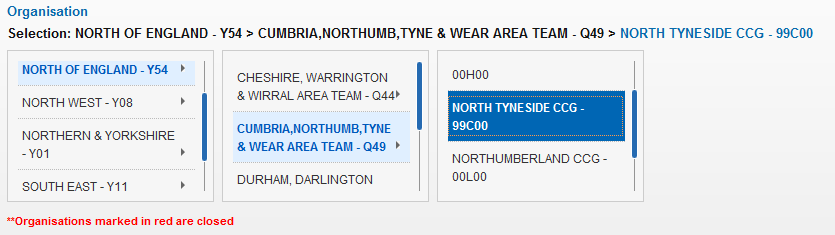 Organisation
Selection: NORTH OF ENGLAND - Y54 > CUMBRIA,NORTHUMB,TYNE & WEAR AREA TEAM - Q49 > NORTH TYNESIDE CCG - 99C00
NORTH OF ENGLAND - Y54
NORTH WEST - Y08
NORTHERN & YORKSHIRE
- Y01
SOUTH EAST - Y11
CHESHIRE, WARRINGTON
& WIRRAL AREA TEAM - Q44
CUMBRIA,NORTHUMB,TYNE
& WEAR AREA TEAM - Q49
DURHAM, DARLINGTON
00H00
NORTH TYNESIDE CCG -
99C00
NORTHUMBERLAND CCG -
00L00
**Organisations marked in red are closed